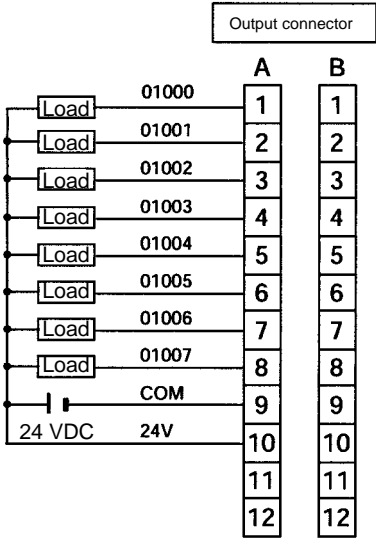 Output connector
A B
01000 1 1
Load
01001 2 2
Load
01002 3 3
Load
01003 4 4
Load
01004 5 5
Load
01005 6 6
Load
01006 7 7
Load
01007 8 8
Load
COM 9 9
24 VDC 24V 10 10
11 11
12 12